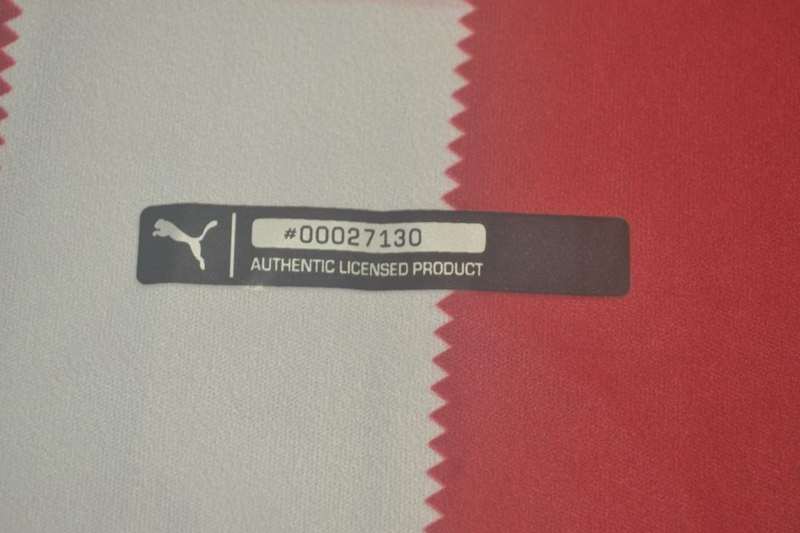 #00027130
AUTHENTIC LICENSED PRODUCT